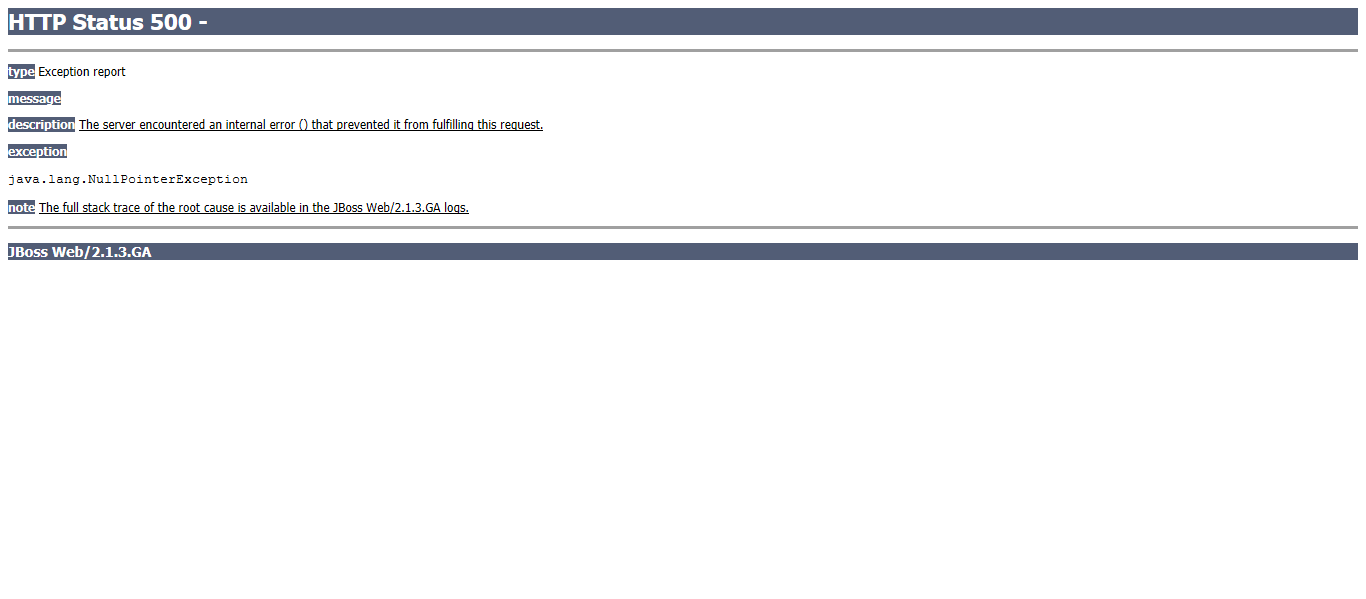 HTTP Status 500 -
type Exception report
message
description The server encountered an internal error () that prevented it from fulfilling this request.
exception
java.lang.NullPointerException
note The full stack trace of the root cause is available in the JBoss Web/2.1.3.GA logs.
JBoss Web/2.1.3.GA